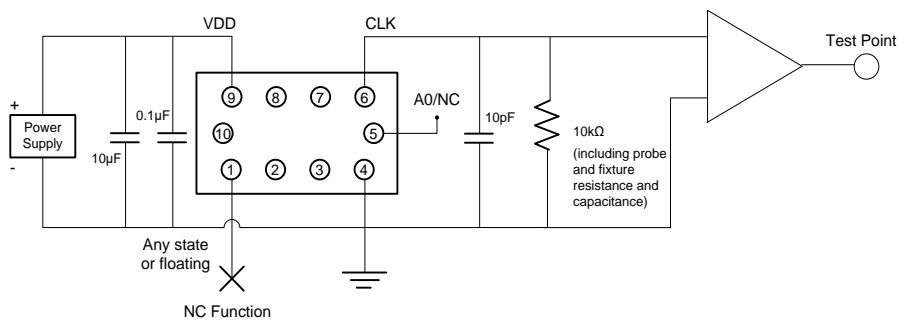 VDD
CLK
Test Point
+
Power
Supply
-
10µF
0.1µF
9
8
7
6
10
5
1
2
3
4
A0/NC
10pF
10kΩ
(including probe
and fixture
resistance and
capacitance)
Any state
or floating
NC Function